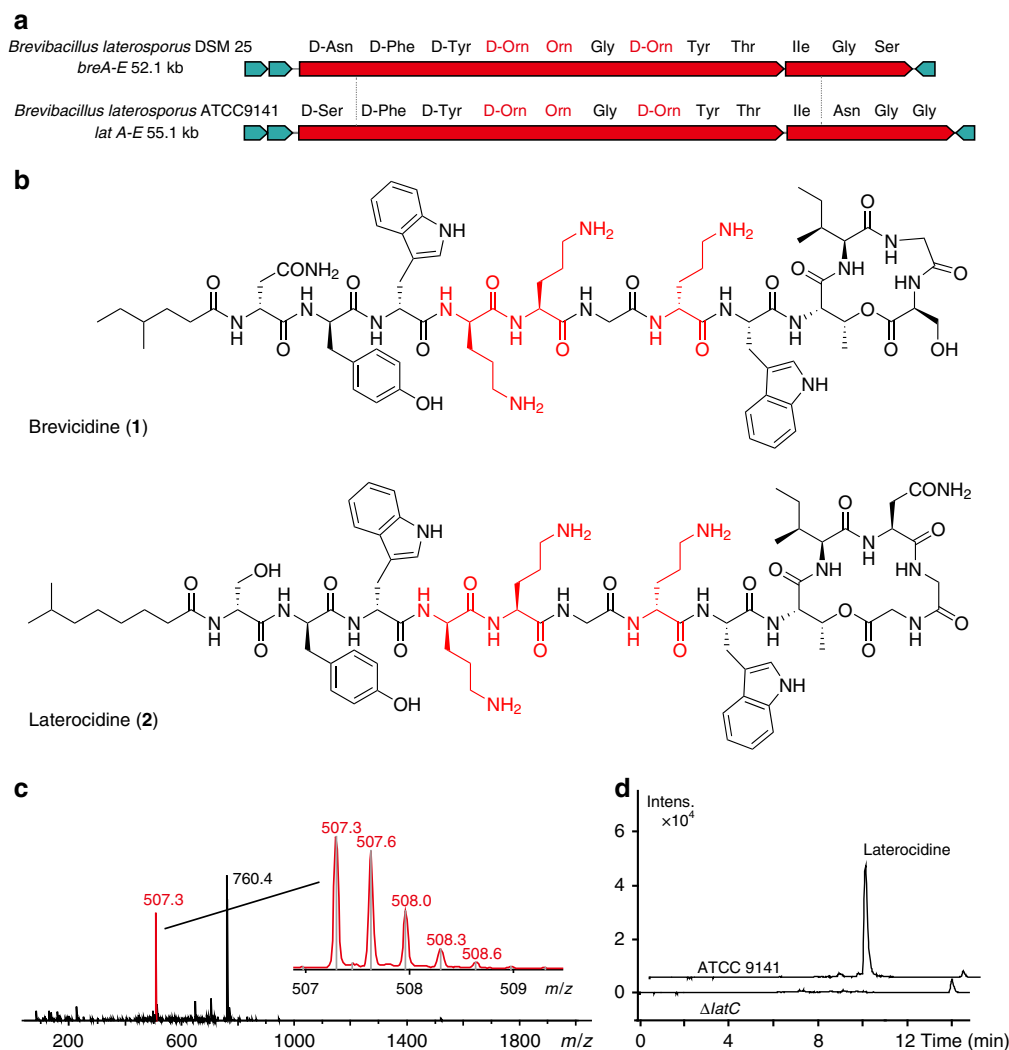 a
Brevibacillus laterosporus DSM 25
breA-E 52.1 kb
D-Asn D-Phe D-Tyr D-Orn Orn Gly D-Orn Tyr Thr Ile Gly Ser
Brevibacillus laterosporus ATCC9141
lat A-E 55.1 kb
D-Ser D-Phe D-Tyr D-Orn Orn Gly D-Orn Tyr Thr Ile Asn Gly Gly
b
NH
NH2 NH2
O
O H
N
CONH2 O NH
O H
N O H
N O H
N O H
N O H
N O
N
H O N
H O N
H O N
H O N
H O N
H O O
OH
OH
NH2
NH
Brevicidine (1)
NH
NH2 NH2
CONH2
O
O
N
H
OH O NH NH
O H
N O H
N O H
N O H
N O H
N O
N
H O N
H O N
H O N
H O N
H O N
H O O N
H O
OH
NH2
NH
Laterocidine (2)
c
507.3
507.6
760.4
507.3
508.0
508.3
508.6
507 508 509 m/z
200 600 1000 1400 1800 m/z
d
Intens.
×10⁴
6
Laterocidine
4
2
ATCC 9141
0
ΔlatC
0 4 8 12 Time (min)